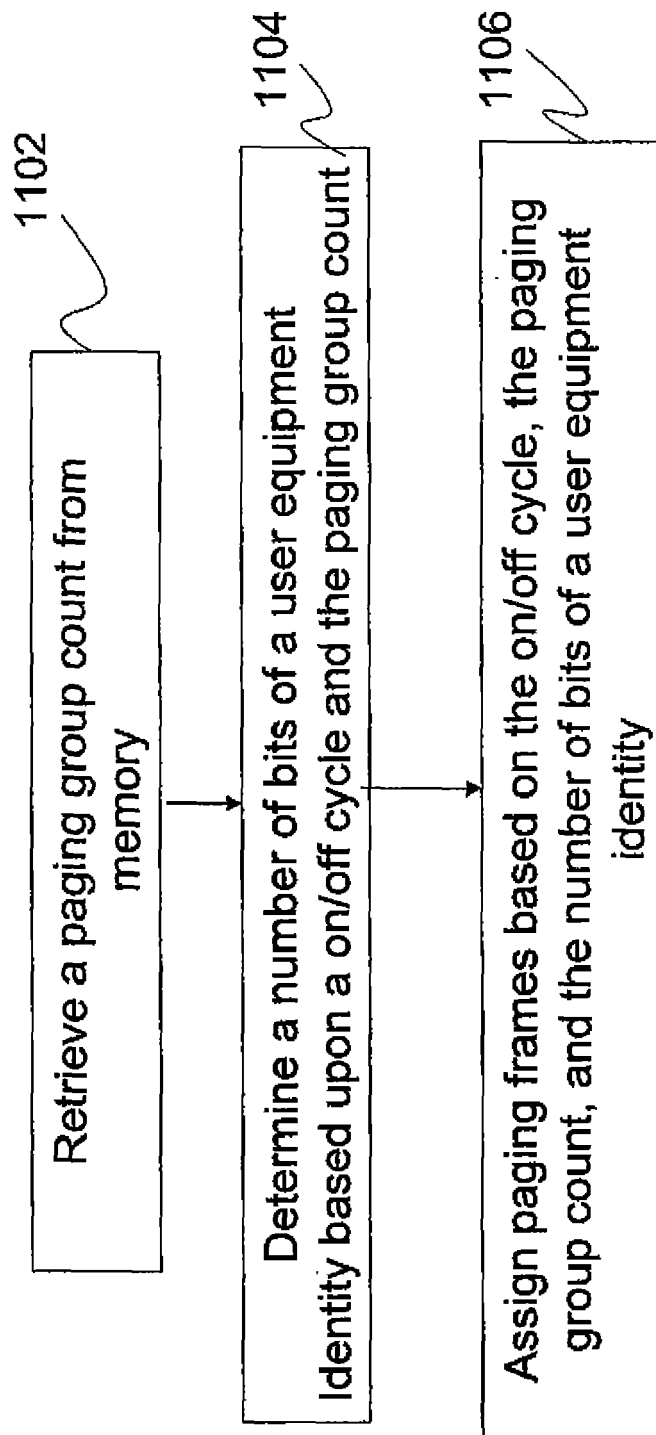 1102
Retrieve a paging group count from
memory
1104
Determine a number of bits of a user equipment
Identity based upon a on/off cycle and the paging group count
1106
Assign paging frames based on the on/off cycle, the paging
group count, and the number of bits of a user equipment
identity